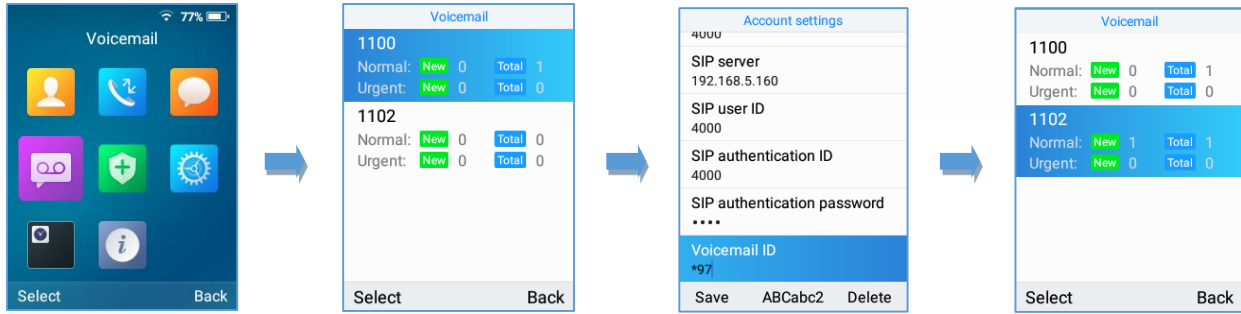 77%
Voicemail
Select Back
Voicemail
1100
Normal: New 0 Total 1
Urgent: New 0 Total 0
1102
Normal: New 0 Total 0
Urgent: New 0 Total 0
Select Back
Account settings
4000
SIP server
192.168.5.160
SIP user ID
4000
SIP authentication ID
4000
SIP authentication password
••••
Voicemail ID
*97
Save ABCabc2 Delete
Voicemail
1100
Normal: New 0 Total 1
Urgent: New 0 Total 0
1102
Normal: New 1 Total 1
Urgent: New 0 Total 0
Select Back